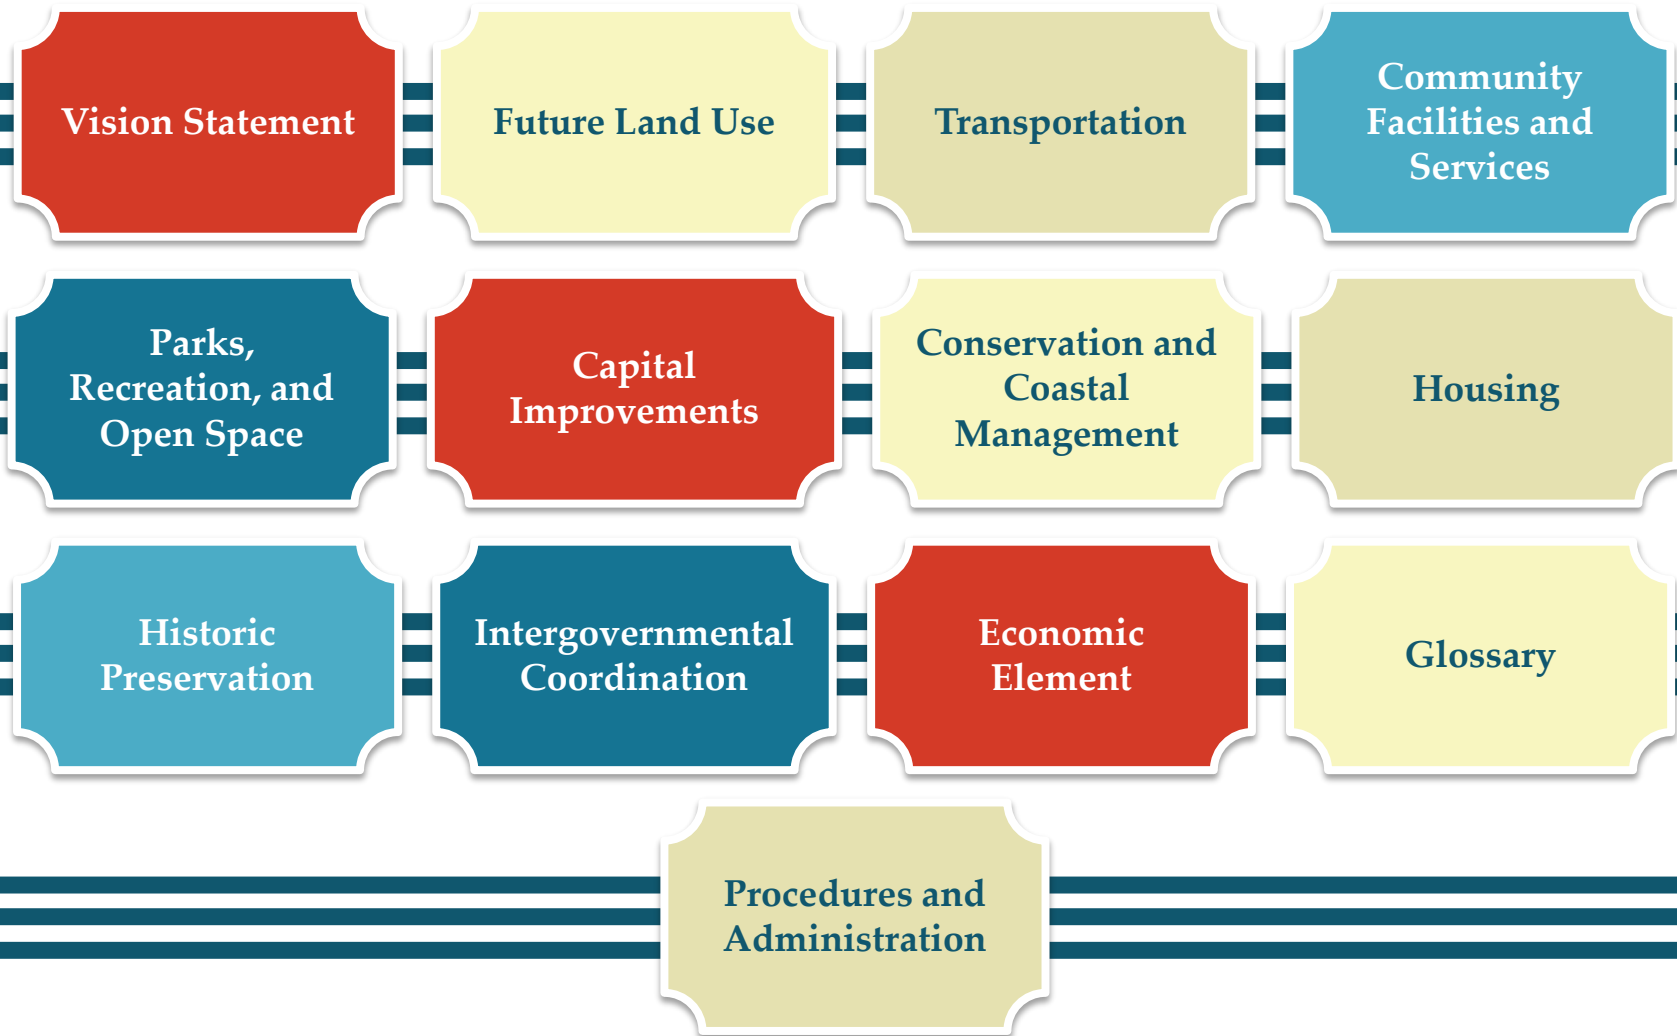 Vision Statement
Future Land Use
Transportation
Community
Facilities and
Services
Parks,
Recreation, and
Open Space
Capital
Improvements
Conservation and
Coastal
Management
Housing
Historic
Preservation
Intergovernmental
Coordination
Economic
Element
Glossary
Procedures and
Administration